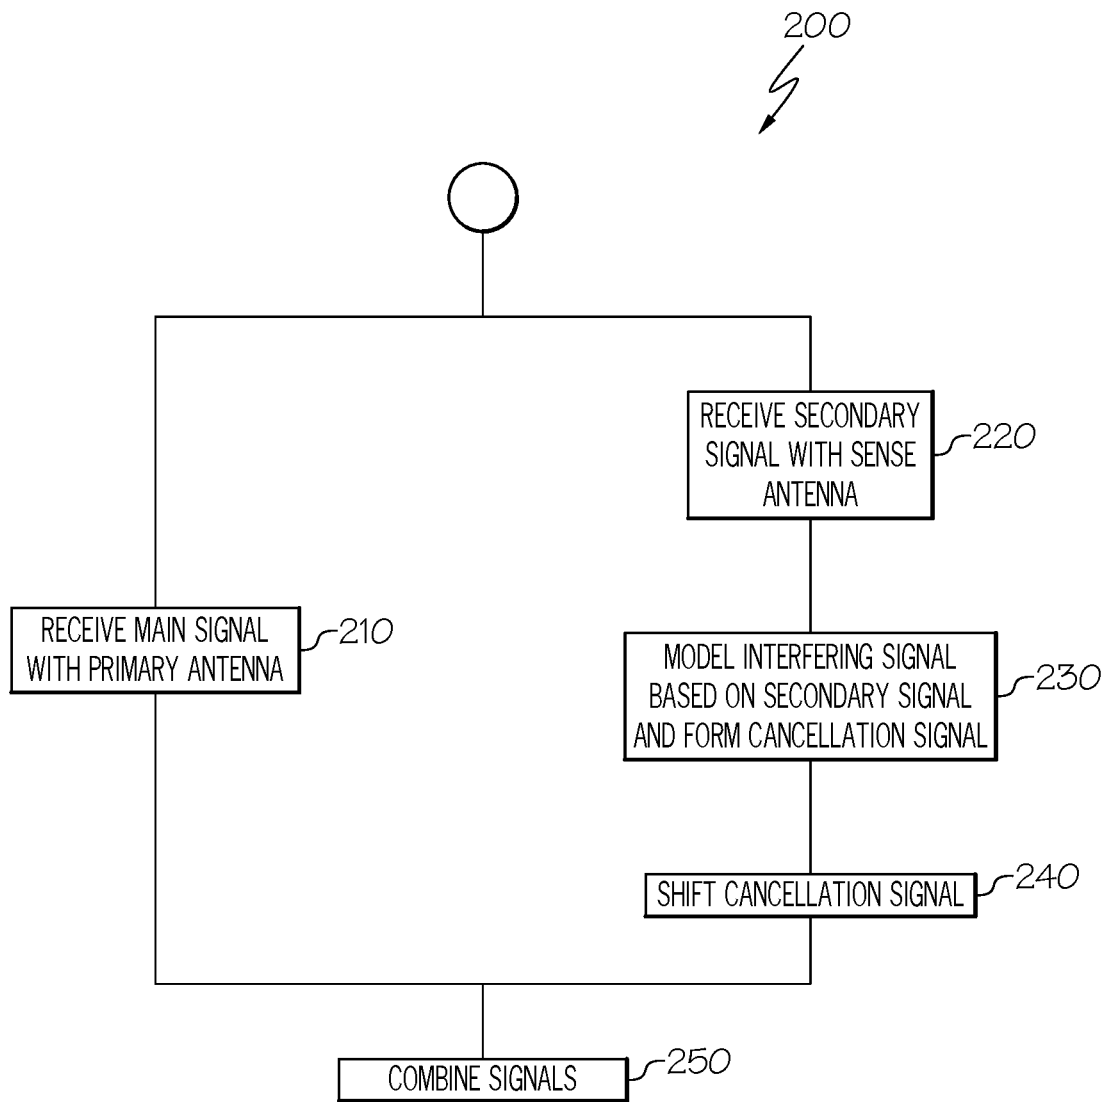 200
RECEIVE SECONDARY
SIGNAL WITH SENSE
ANTENNA
220
RECEIVE MAIN SIGNAL
WITH PRIMARY ANTENNA
210
MODEL INTERFERING SIGNAL
BASED ON SECONDARY SIGNAL
AND FORM CANCELLATION SIGNAL
230
SHIFT CANCELLATION SIGNAL
240
COMBINE SIGNALS
250